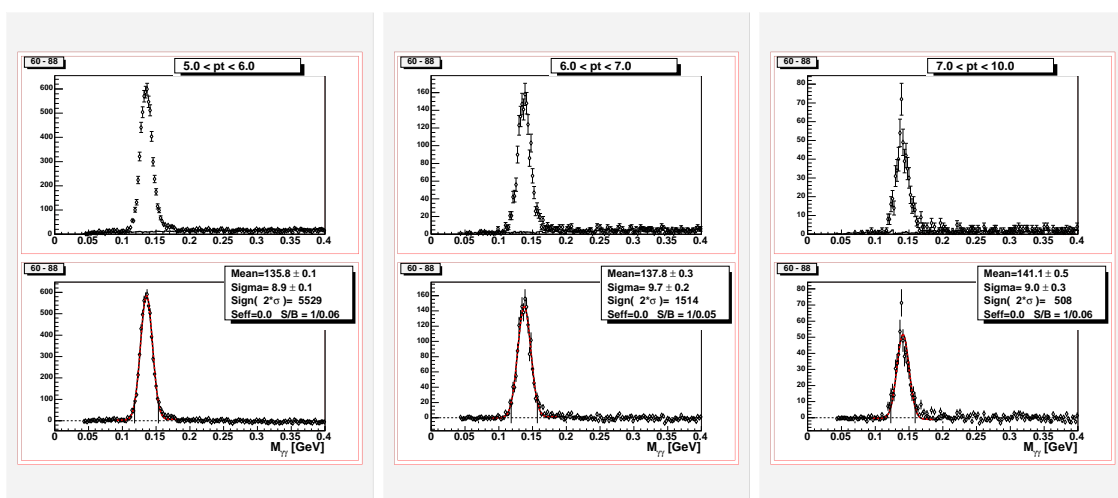 60 - 88
5.0 < pt < 6.0
600
500
400
300
200
100
0
0 0.05 0.1 0.15 0.2 0.25 0.3 0.35 0.4
60 - 88
Mean=135.8 ± 0.1
Sigma= 8.9 ± 0.1
Sign( 2*σ )= 5529
Seff=0.0 S/B = 1/0.06
600
500
400
300
200
100
0
0 0.05 0.1 0.15 0.2 0.25 0.3 0.35 0.4
M γγ [GeV]
60 - 88
6.0 < pt < 7.0
160
140
120
100
80
60
40
20
0
0 0.05 0.1 0.15 0.2 0.25 0.3 0.35 0.4
60 - 88
Mean=137.8 ± 0.3
Sigma= 9.7 ± 0.2
Sign( 2*σ )= 1514
Seff=0.0 S/B = 1/0.05
160
140
120
100
80
60
40
20
0
0 0.05 0.1 0.15 0.2 0.25 0.3 0.35 0.4
M γγ [GeV]
60 - 88
7.0 < pt < 10.0
80
70
60
50
40
30
20
10
0
0 0.05 0.1 0.15 0.2 0.25 0.3 0.35 0.4
60 - 88
Mean=141.1 ± 0.5
Sigma= 9.0 ± 0.3
Sign( 2*σ )= 508
Seff=0.0 S/B = 1/0.06
80
70
60
50
40
30
20
10
0
0 0.05 0.1 0.15 0.2 0.25 0.3 0.35 0.4
M γγ [GeV]